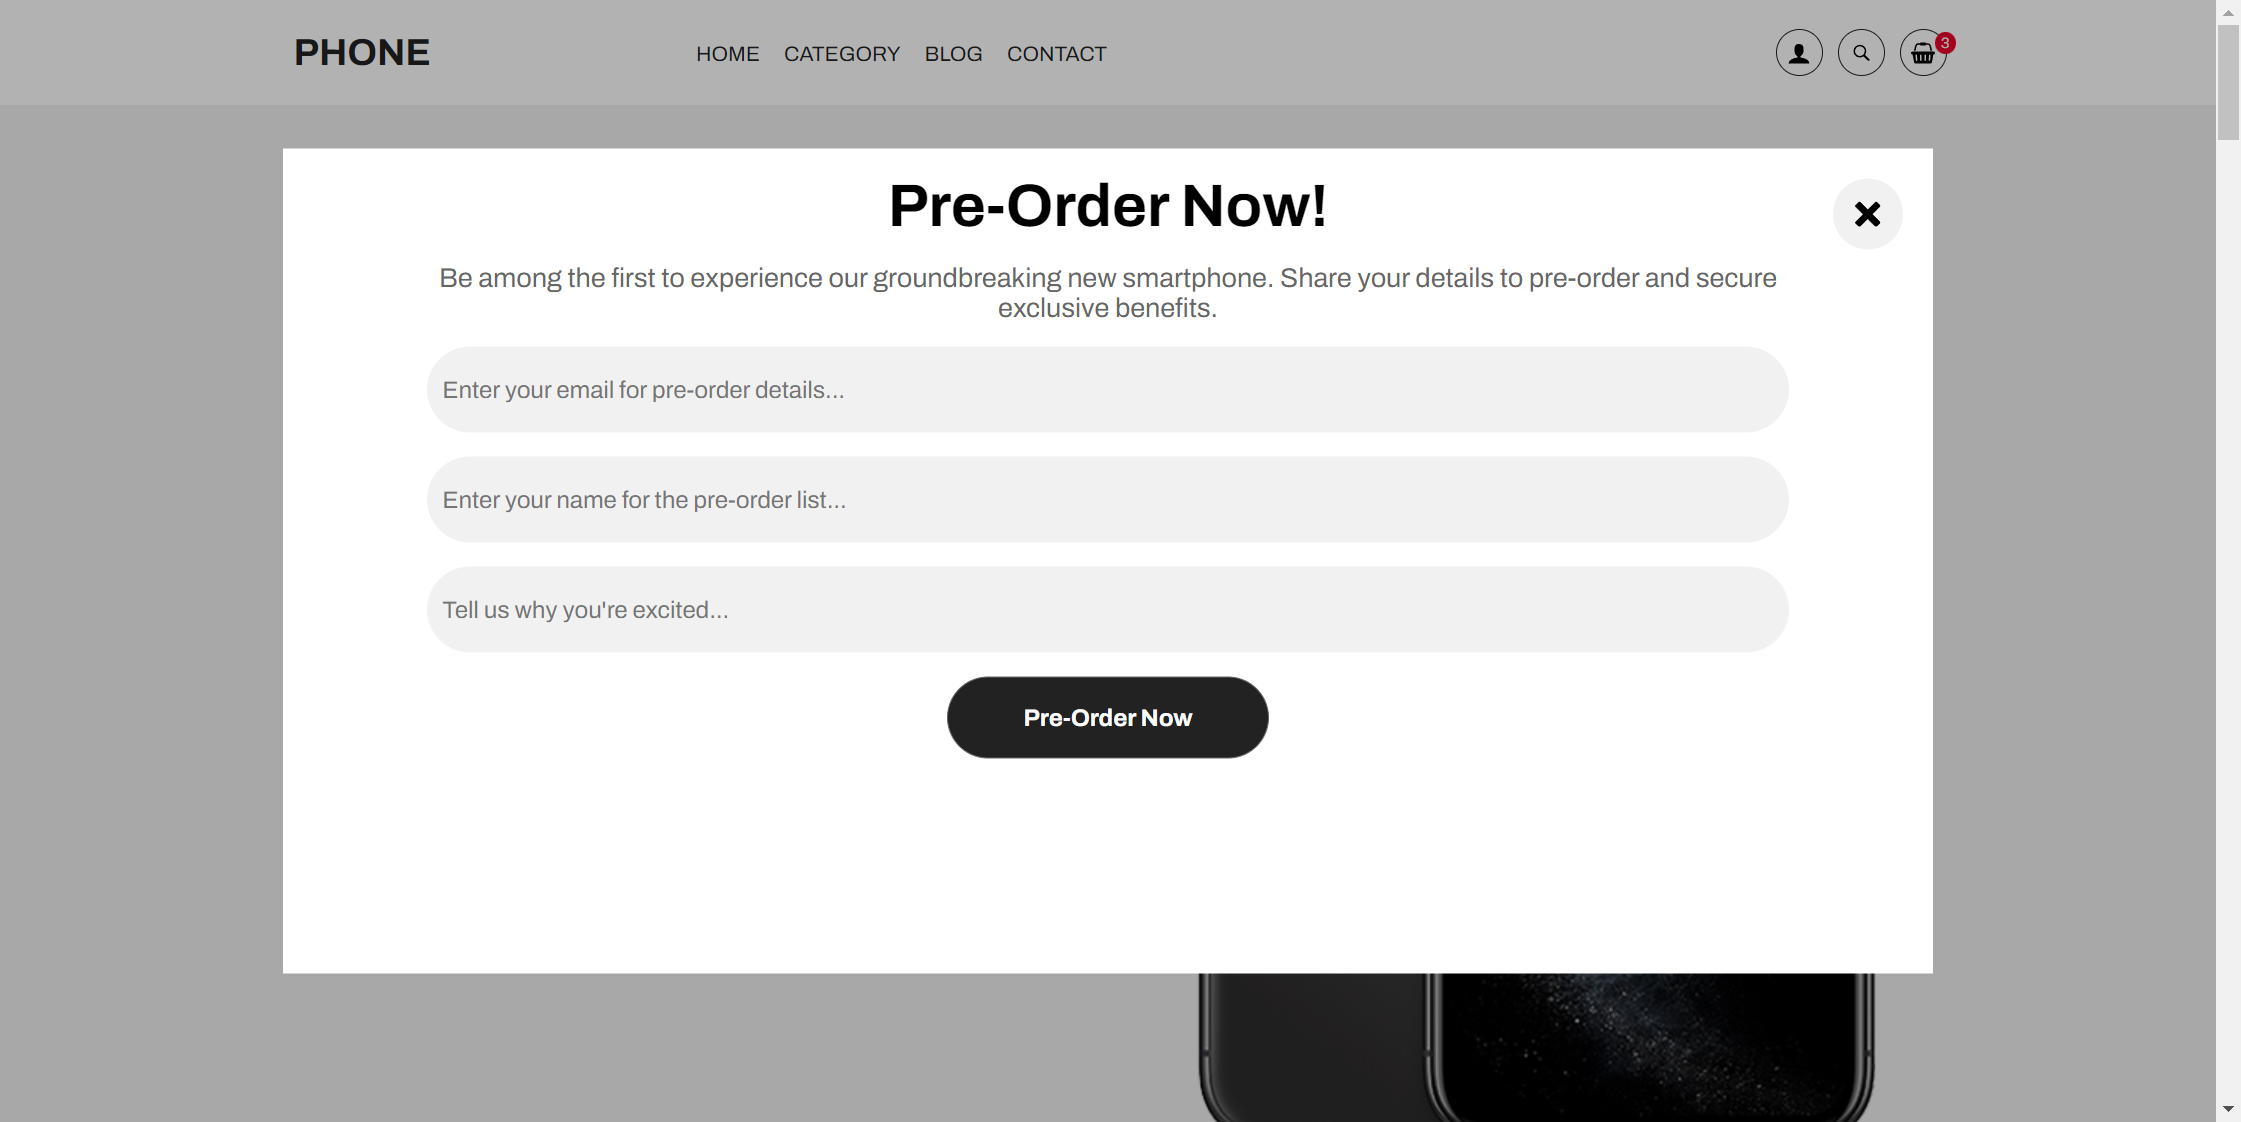 PHONE
HOME CATEGORY BLOG CONTACT
3
Pre-Order Now!
Be among the first to experience our groundbreaking new smartphone. Share your details to pre-order and secure
exclusive benefits.
Enter your email for pre-order details...
Enter your name for the pre-order list...
Tell us why you're excited...
Pre-Order Now